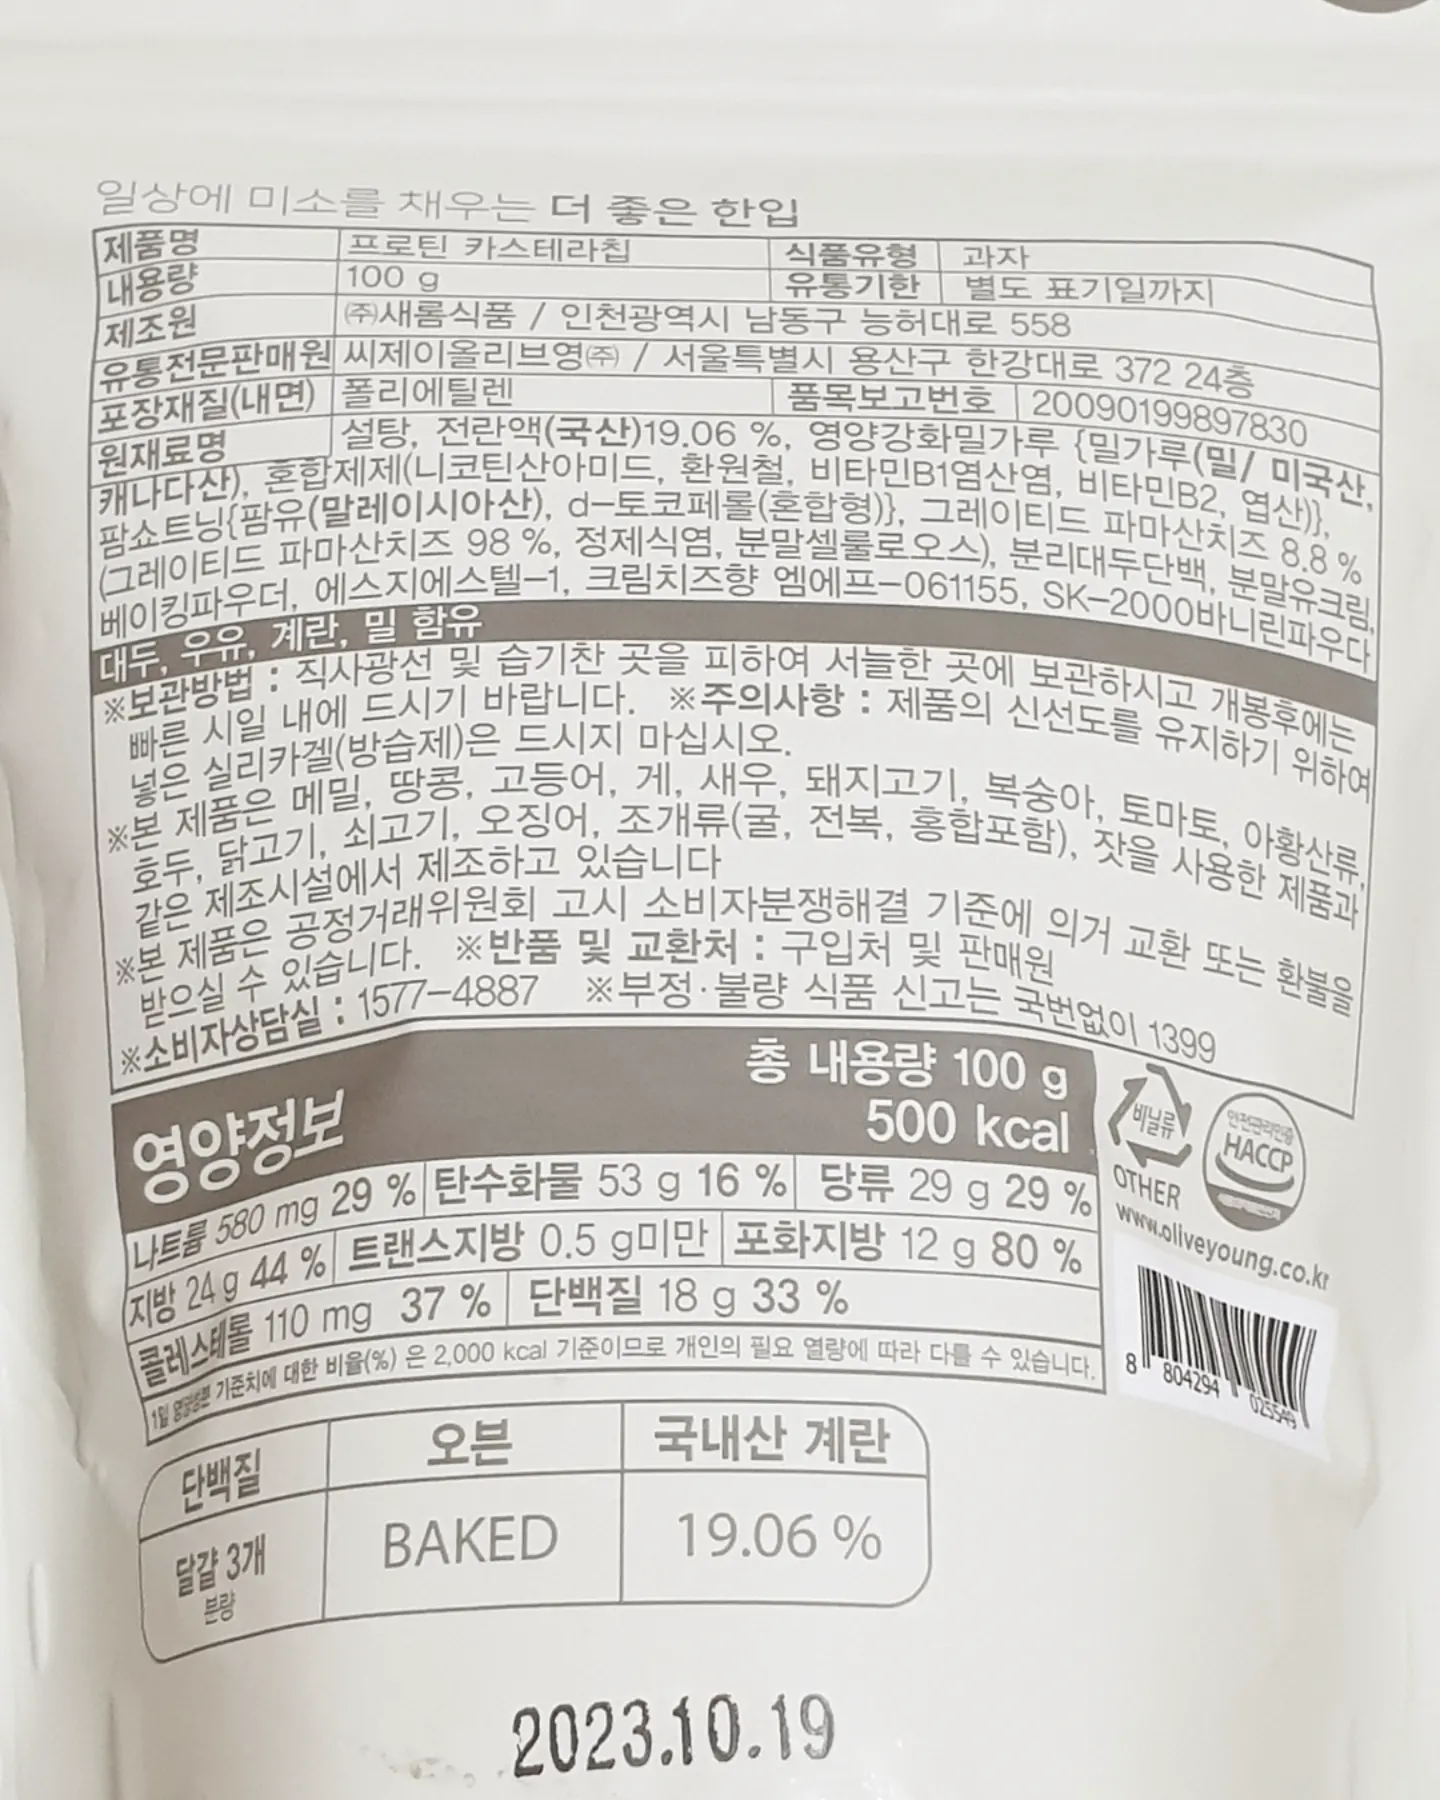 일상에 미소를 채우는 더 좋은 한입
제품명 프로틴 카스테라칩 식품유형 과자
내용량 100 g 유통기한 별도 표기일까지
제조원 ㈜새롬식품 / 인천광역시 남동구 능허대로 558
유통전문판매원 씨제이올리브영㈜ / 서울특별시 용산구 한강대로 372 24층
포장재질(내면) 폴리에틸렌 품목보고번호 20090199897830
원재료명 설탕, 전란액(국산)19.06 %, 영양강화밀가루 {밀가루(밀/ 미국산,
캐나다산), 혼합제제(니코틴산아미드, 환원철, 비타민B1염산염, 비타민B2, 엽산)},
팜쇼트닝{팜유(말레이시아산), d-토코페롤(혼합형)}, 그레이티드 파마산치즈 8.8 %
(그레이티드 파마산치즈 98 %, 정제식염, 분말셀룰로오스), 분리대두단백, 분말유크림,
베이킹파우더, 에스지에스텔-1, 크림치즈향 엠에프-061155, SK-2000바니린파우다
대두, 우유, 계란, 밀 함유
※보관방법 : 직사광선 및 습기찬 곳을 피하여 서늘한 곳에 보관하시고 개봉후에는
빠른 시일 내에 드시기 바랍니다. ※주의사항 : 제품의 신선도를 유지하기 위하여
넣은 실리카겔(방습제)은 드시지 마십시오.
※본 제품은 메밀, 땅콩, 고등어, 게, 새우, 돼지고기, 복숭아, 토마토, 아황산류,
호두, 닭고기, 쇠고기, 오징어, 조개류(굴, 전복, 홍합포함), 잣을 사용한 제품과
같은 제조시설에서 제조하고 있습니다
※본 제품은 공정거래위원회 고시 소비자분쟁해결 기준에 의거 교환 또는 환불을
받으실 수 있습니다. ※반품 및 교환처 : 구입처 및 판매원
※소비자상담실 : 1577-4887 ※부정·불량 식품 신고는 국번없이 1399
영양정보 총 내용량 100 g
500 kcal
나트륨 580 mg 29 % 탄수화물 53 g 16 % 당류 29 g 29 %
지방 24 g 44 % 트랜스지방 0.5 g미만 포화지방 12 g 80 %
콜레스테롤 110 mg 37 % 단백질 18 g 33 %
1일 영양성분 기준치에 대한 비율(%) 은 2,000 kcal 기준이므로 개인의 필요 열량에 따라 다를 수 있습니다.
비닐류
OTHER
안전관리인증
HACCP
www.oliveyoung.co.kr
8 804294 025549
단백질 오븐 국내산 계란
달걀 3개 BAKED 19.06 %
분량
2023.10.19